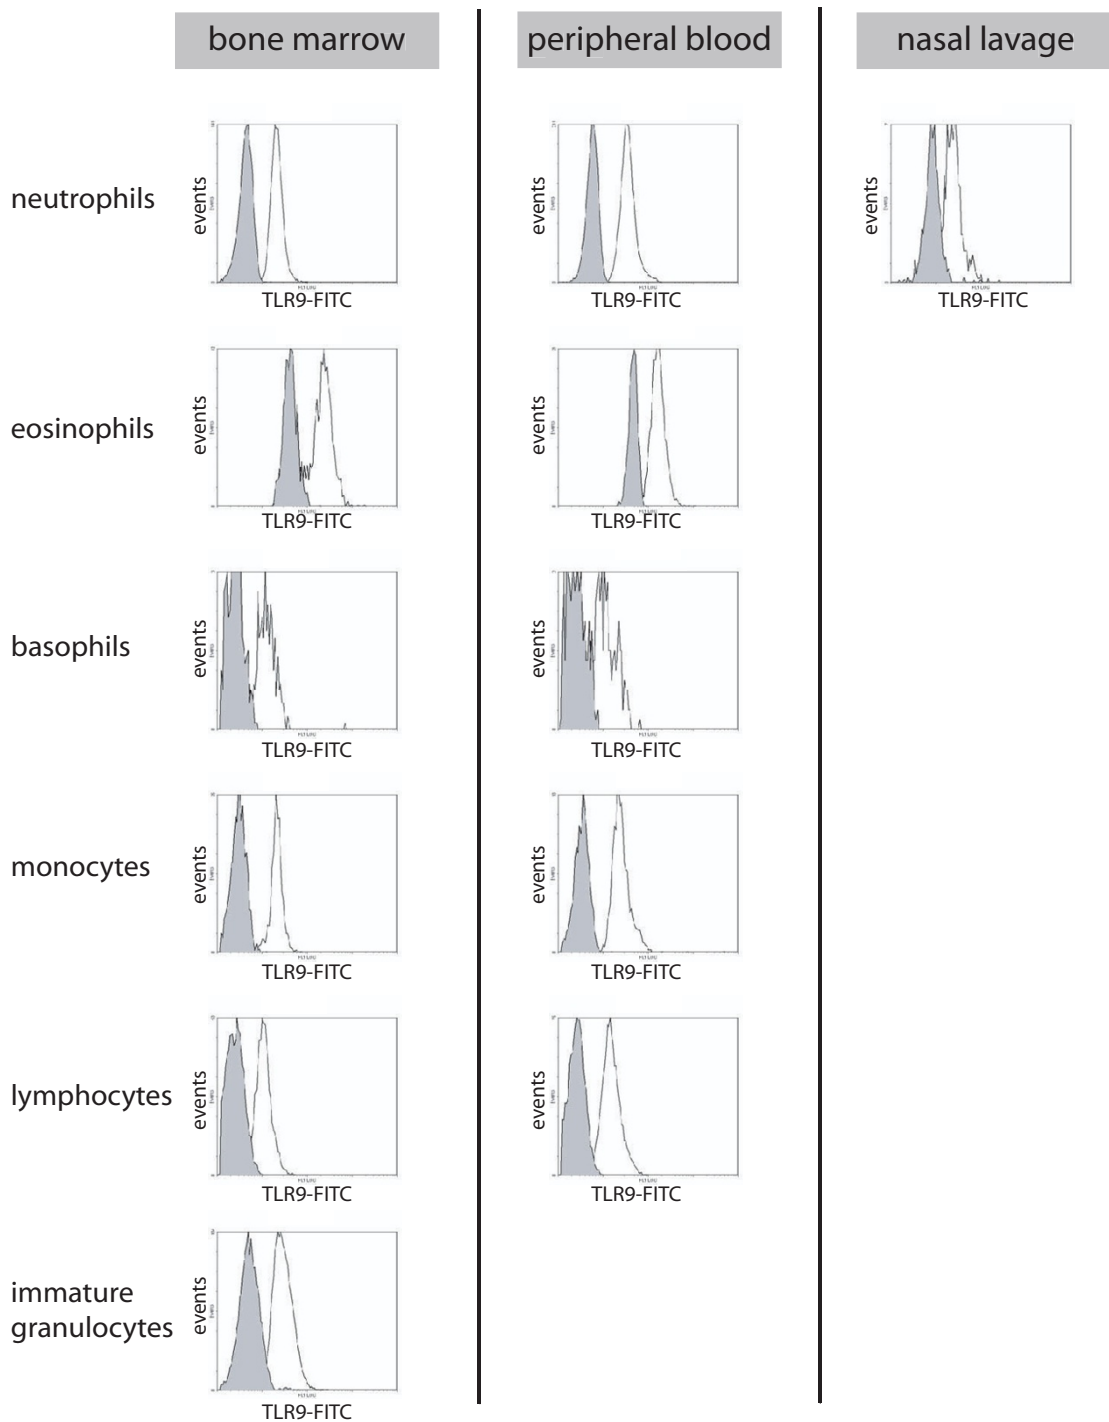 bone marrow
peripheral blood
nasal lavage
neutrophils
events
TLR9-FITC
events
TLR9-FITC
events
TLR9-FITC
eosinophils
events
TLR9-FITC
events
TLR9-FITC
basophils
events
TLR9-FITC
events
TLR9-FITC
monocytes
events
TLR9-FITC
events
TLR9-FITC
lymphocytes
events
TLR9-FITC
events
TLR9-FITC
immature
granulocytes
events
TLR9-FITC